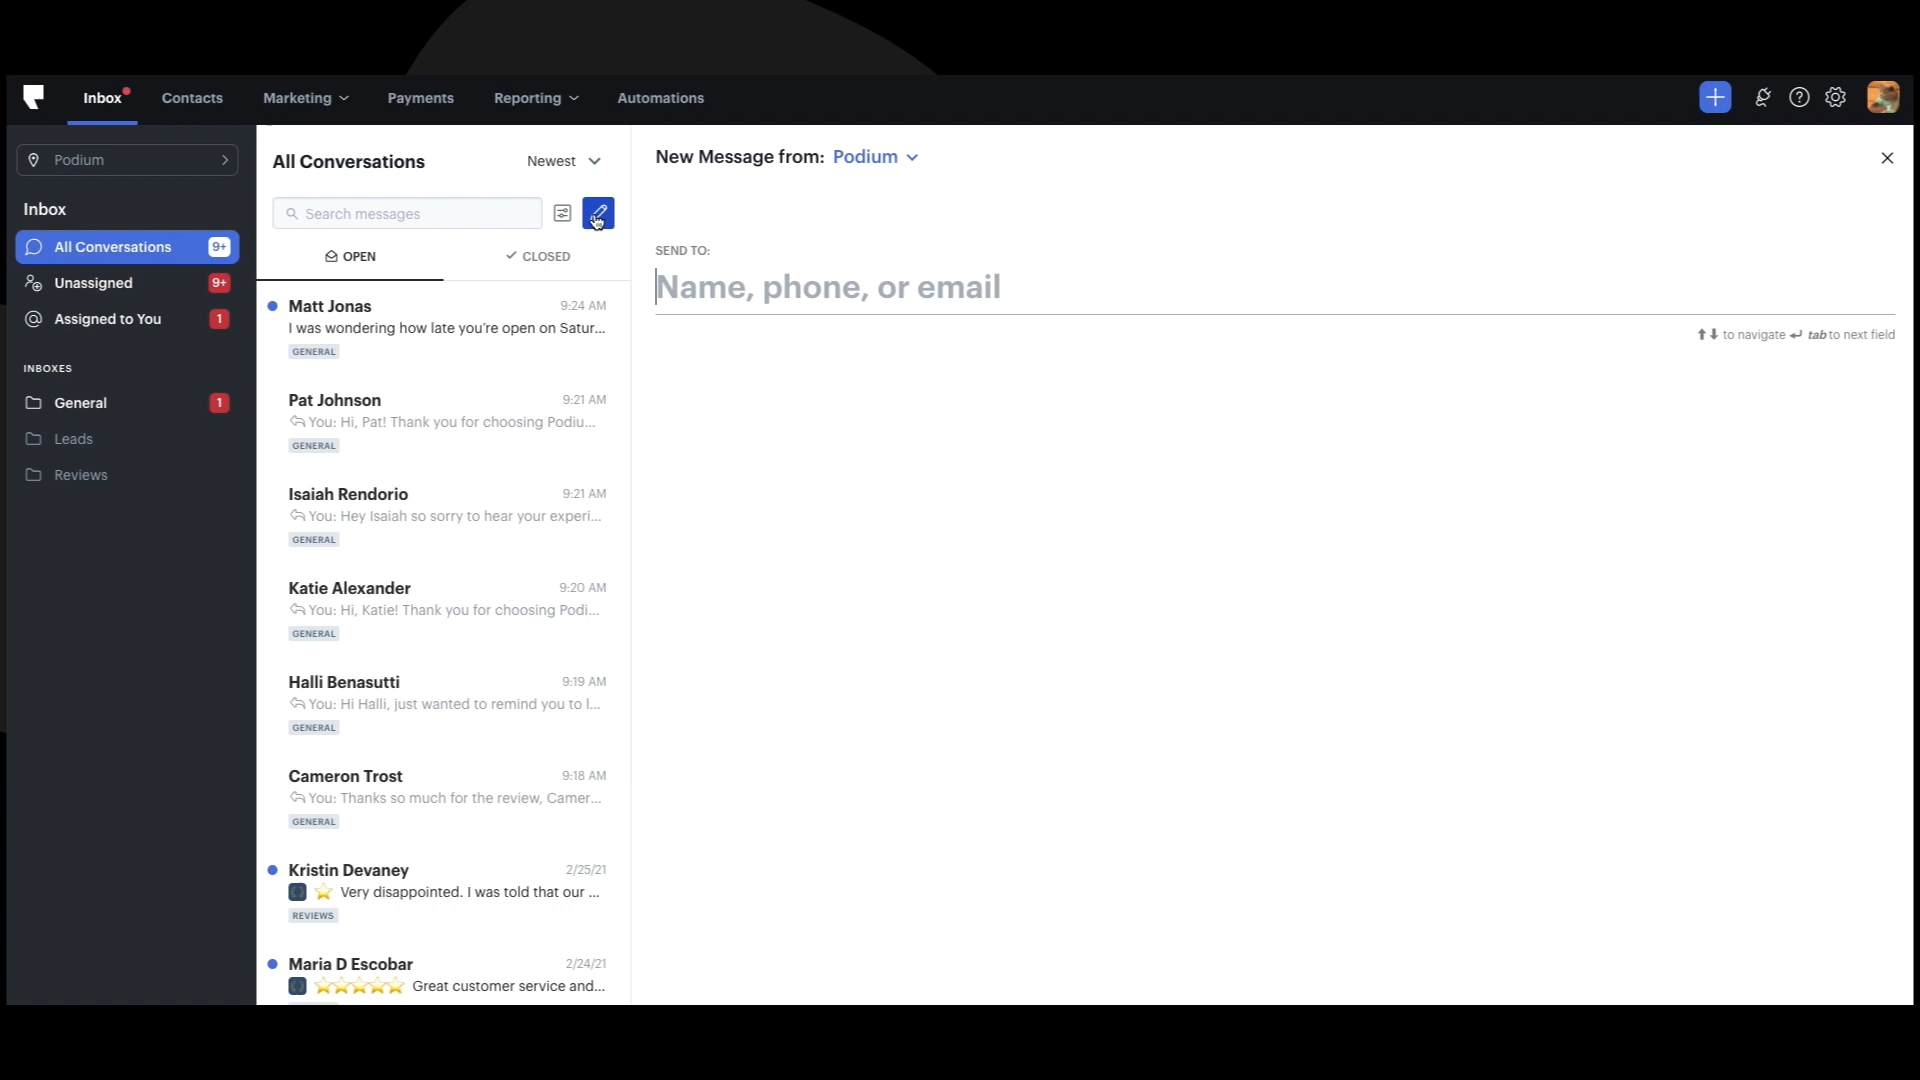 Inbox
Contacts
Marketing
Payments
Reporting
Automations
Podium
Inbox
All Conversations 9+
Unassigned 9+
Assigned to You 1
INBOXES
General 1
Leads
Reviews
All Conversations
Newest
Search messages
OPEN
CLOSED
Matt Jonas 9:24 AM
I was wondering how late you’re open on Satur...
GENERAL
Pat Johnson 9:21 AM
You: Hi, Pat! Thank you for choosing Podiu...
GENERAL
Isaiah Rendorio 9:21 AM
You: Hey Isaiah so sorry to hear your experi...
GENERAL
Katie Alexander 9:20 AM
You: Hi, Katie! Thank you for choosing Podi...
GENERAL
Halli Benasutti 9:19 AM
You: Hi Halli, just wanted to remind you to l...
GENERAL
Cameron Trost 9:18 AM
You: Thanks so much for the review, Camer...
GENERAL
Kristin Devaney 2/25/21
Very disappointed. I was told that our ...
REVIEWS
Maria D Escobar 2/24/21
Great customer service and...
New Message from: Podium
SEND TO:
Name, phone, or email
to navigate tab to next field